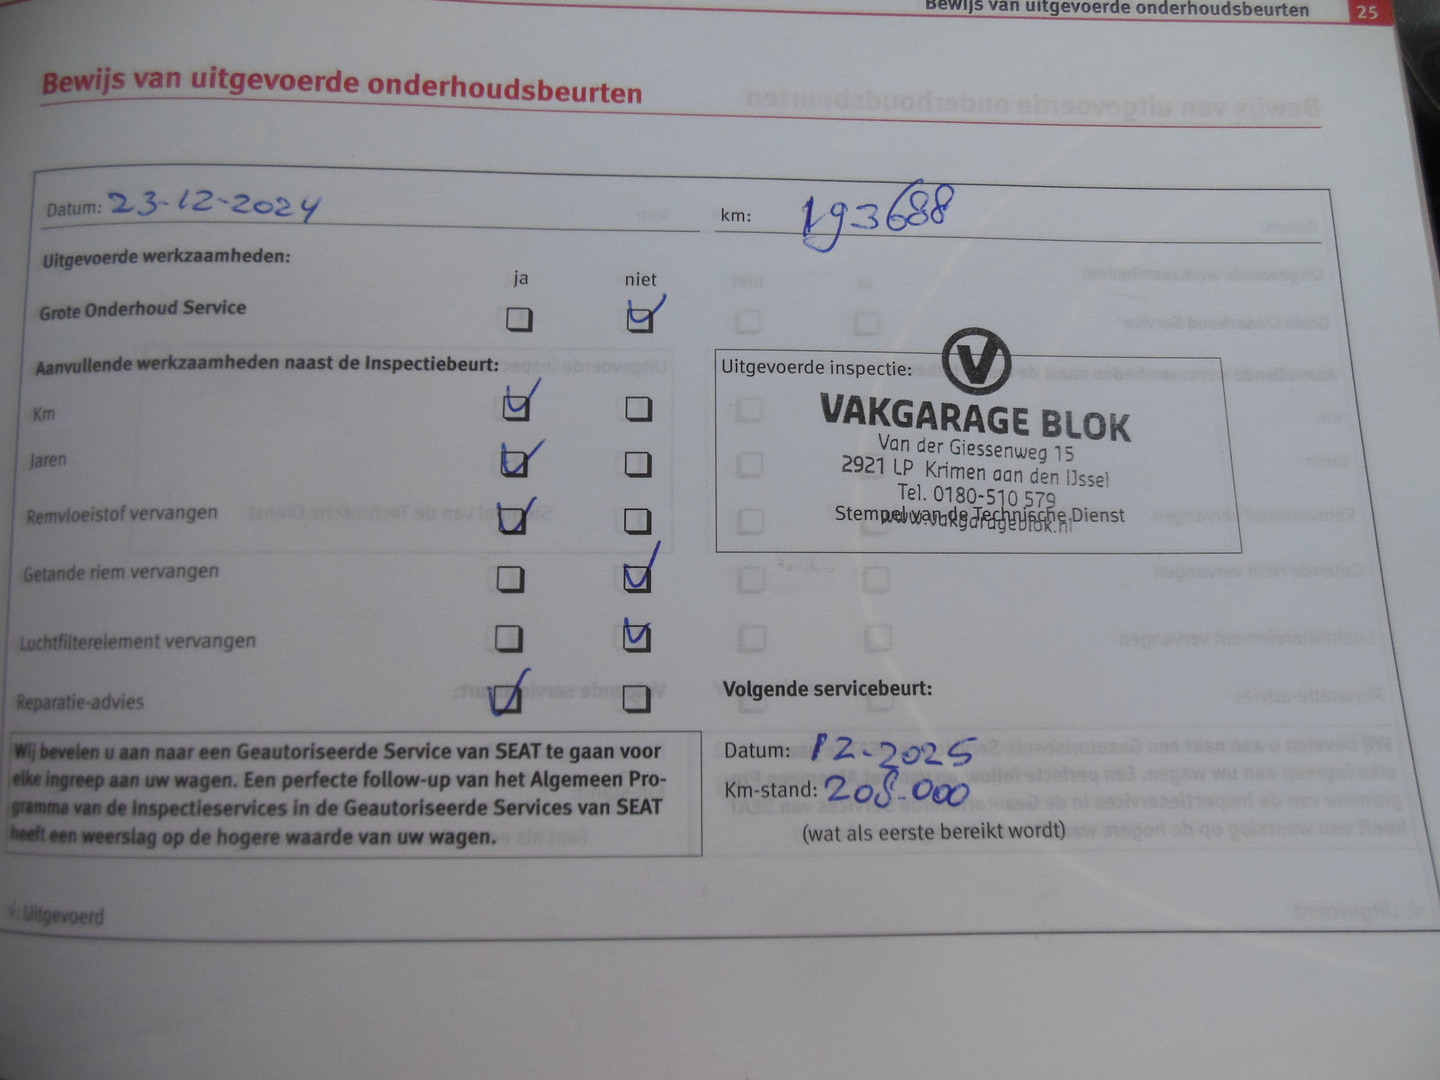 Bewijs van uitgevoerde onderhoudsbeurten 25
Bewijs van uitgevoerde onderhoudsbeurten
Datum: 23-12-2024
km: 193688
Uitgevoerde werkzaamheden:
ja niet
Grote Onderhoud Service
Aanvullende werkzaamheden naast de Inspectiebeurt:
Km
Jaren
Remvloeistof vervangen
Getande riem vervangen
Luchtfilterelement vervangen
Reparatie-advies
Uitgevoerde inspectie:
V
VAKGARAGE BLOK
Van der Giessenweg 15
2921 LP Krimen aan den IJssel
Tel. 0180-510 579
www.vakgarageblok.nl
Stempel van de Technische Dienst
Wij bevelen u aan naar een Geautoriseerde Service van SEAT te gaan voor
elke ingreep aan uw wagen. Een perfecte follow-up van het Algemeen Pro-
gramma van de Inspectieservices in de Geautoriseerde Services van SEAT
heeft een weerslag op de hogere waarde van uw wagen.
Volgende servicebeurt:
Datum: 12-2025
Km-stand: 208.000
(wat als eerste bereikt wordt)
: Uitgevoerd